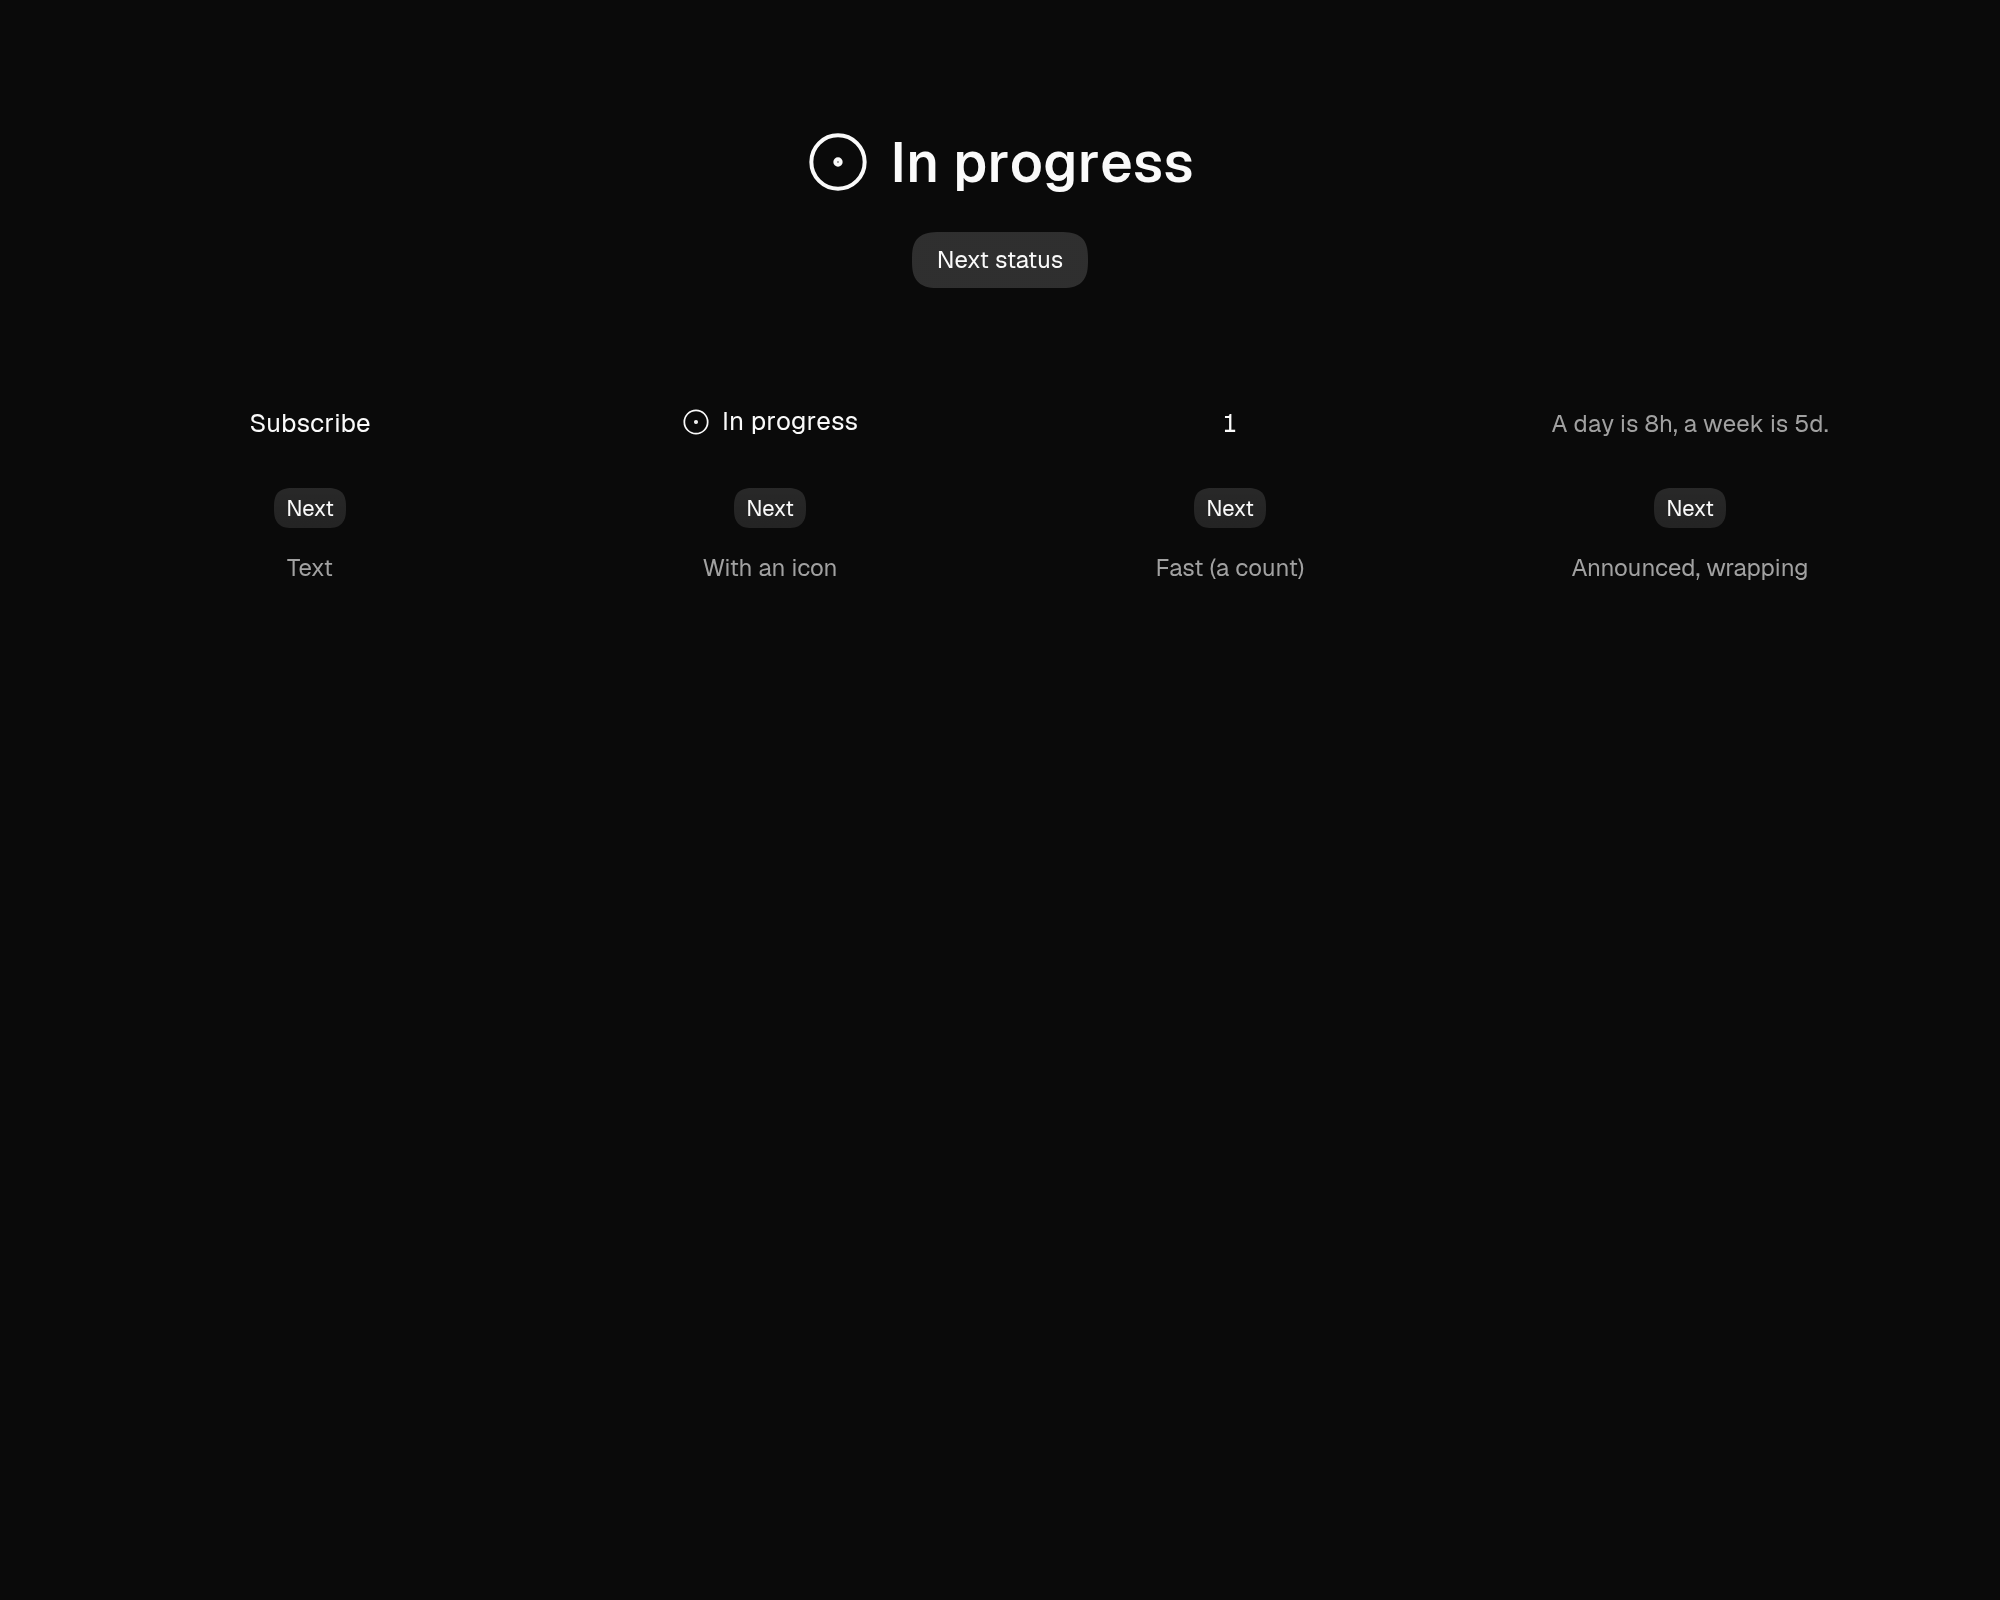 In progress
Next status
Subscribe
In progress
1
A day is 8h, a week is 5d.
Next
Next
Next
Next
Text
With an icon
Fast (a count)
Announced, wrapping